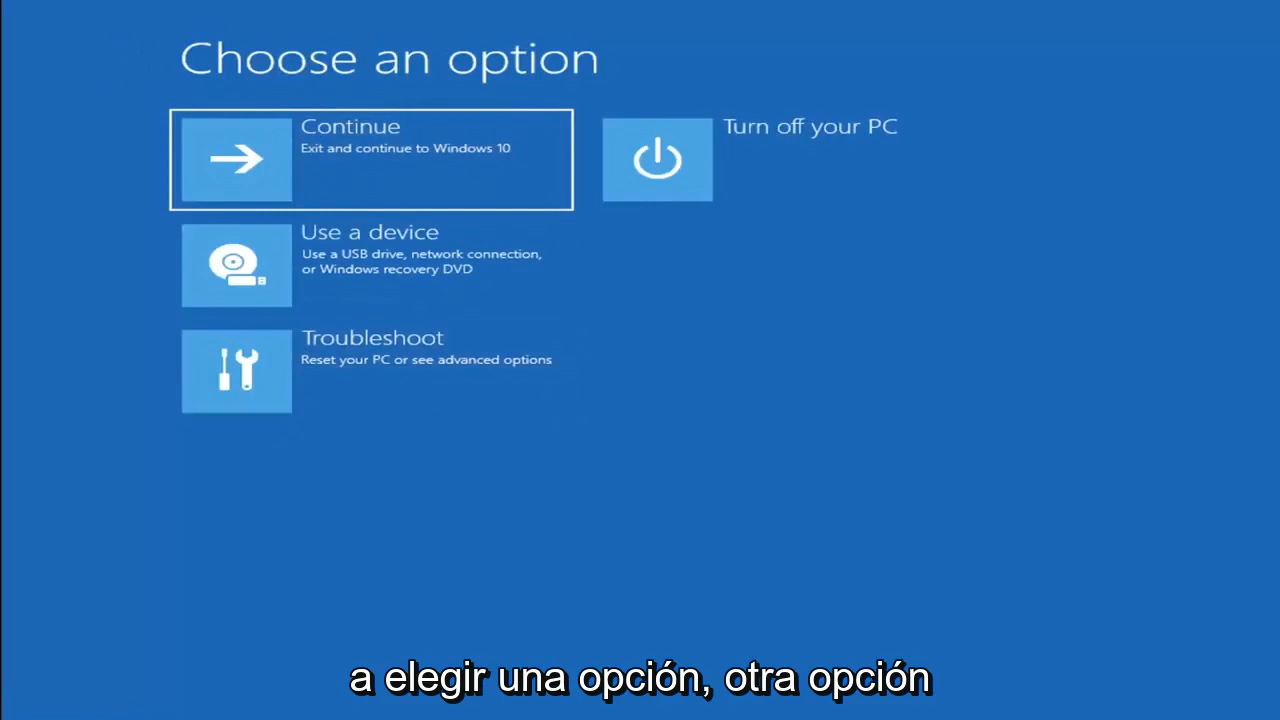 Choose an option
Continue
Exit and continue to Windows 10
Turn off your PC
Use a device
Use a USB drive, network connection,
or Windows recovery DVD
Troubleshoot
Reset your PC or see advanced options
a elegir una opción, otra opción